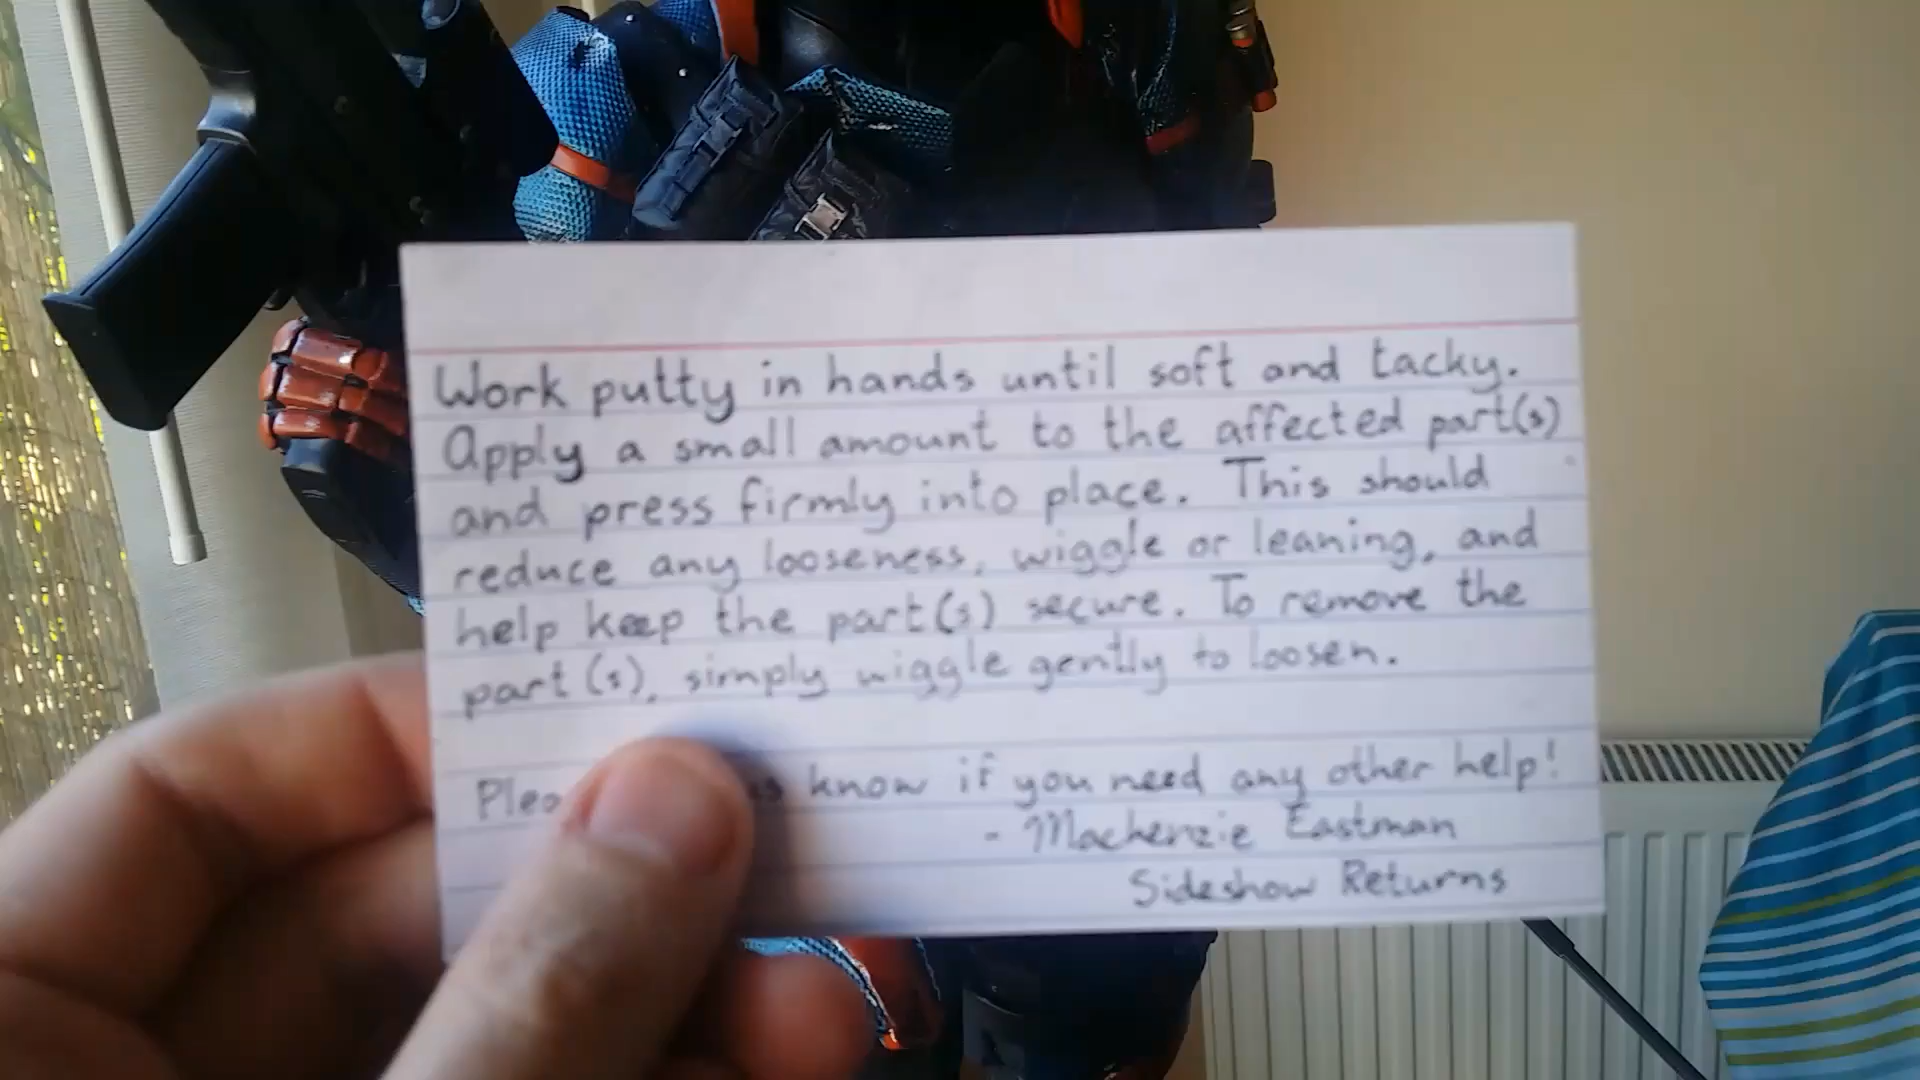 Work putty in hands until soft and tacky.
Apply a small amount to the affected part(s)
and press firmly into place. This should
reduce any looseness, wiggle or leaning, and
help keep the part(s) secure. To remove the
part(s), simply wiggle gently to loosen.
know if you need any other help!
- Mackenzie Eastman
Sideshow Returns